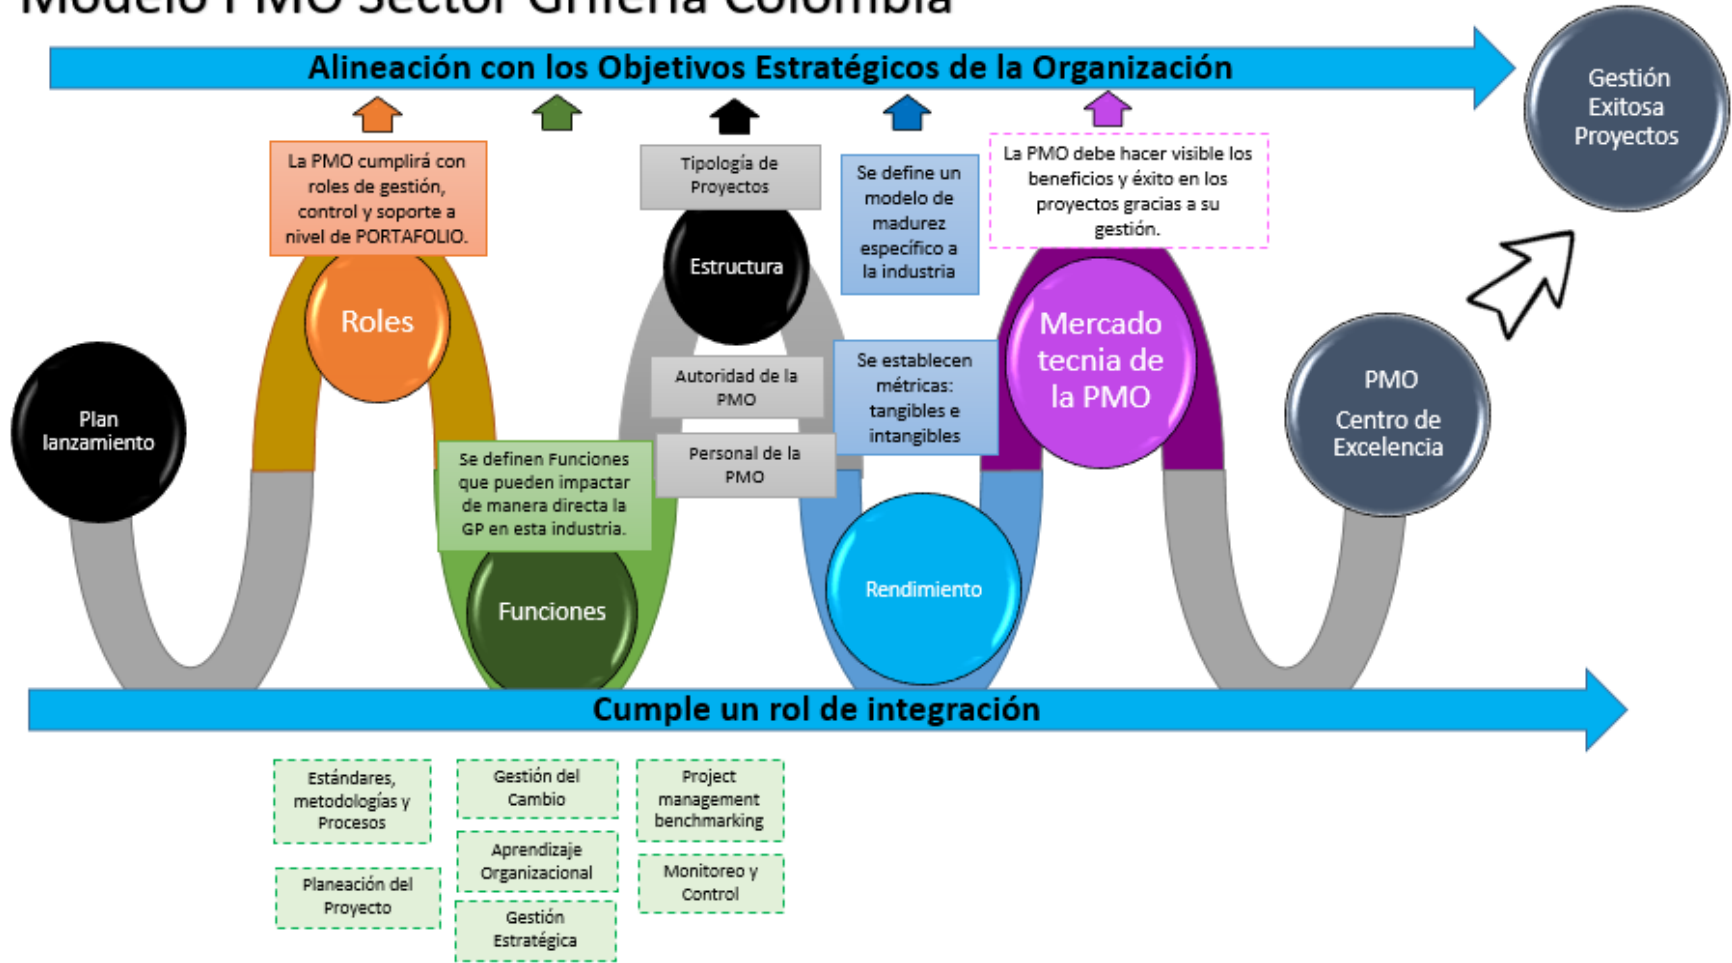 Modelo PMO Sector Grifería Colombia
Alineación con los Objetivos Estratégicos de la Organización
Gestión
Exitosa
Proyectos
La PMO cumplirá con
roles de gestión,
control y soporte a
nivel de PORTAFOLIO.
Tipología de
Proyectos
Se define un
modelo de
madurez
específico a
la industria
La PMO debe hacer visible los
beneficios y éxito en los
proyectos gracias a su
gestión.
Plan
lanzamiento
Roles
Se definen Funciones
que pueden impactar
de manera directa la
GP en esta industria.
Funciones
Estructura
Autoridad de la
PMO
Personal de la
PMO
Se establecen
métricas:
tangibles e
intangibles
Rendimiento
Mercado
tecnia de
la PMO
PMO
Centro de
Excelencia
Cumple un rol de integración
Estándares,
metodologías y
Procesos
Planeación del
Proyecto
Gestión del
Cambio
Aprendizaje
Organizacional
Gestión
Estratégica
Project
management
benchmarking
Monitoreo y
Control